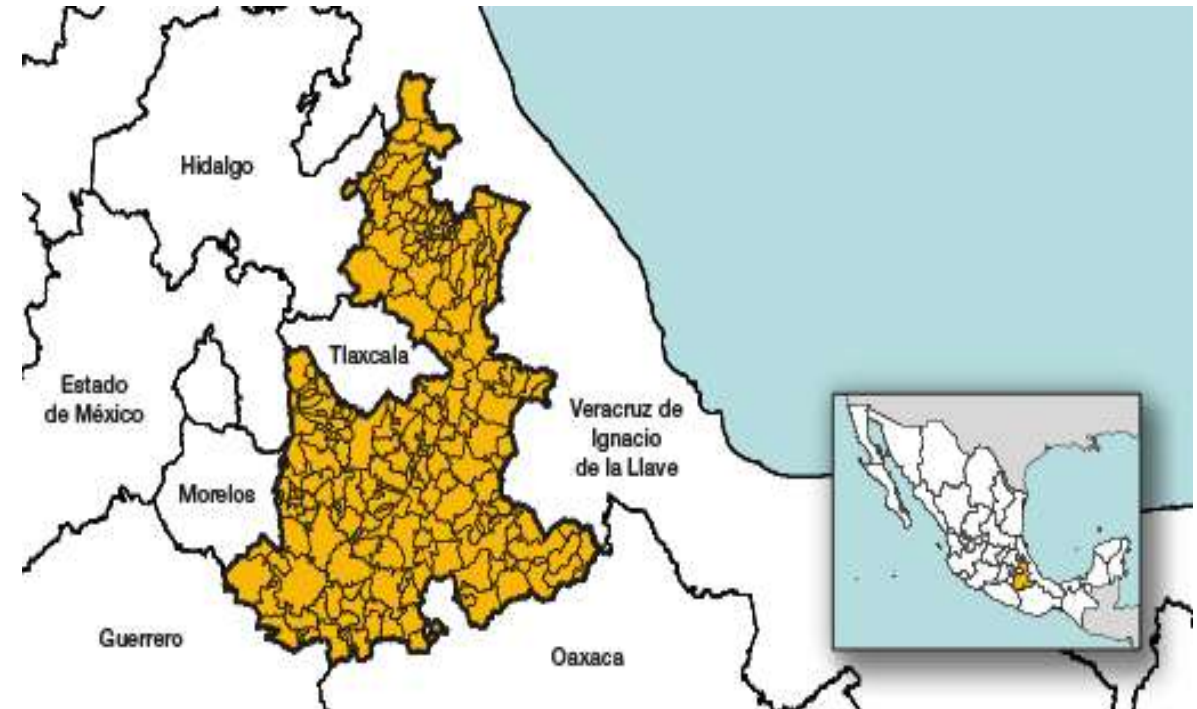 Hidalgo
Tlaxcala
Estado
de México
Veracruz de
Ignacio
de la Llave
Morelos
Guerrero
Oaxaca